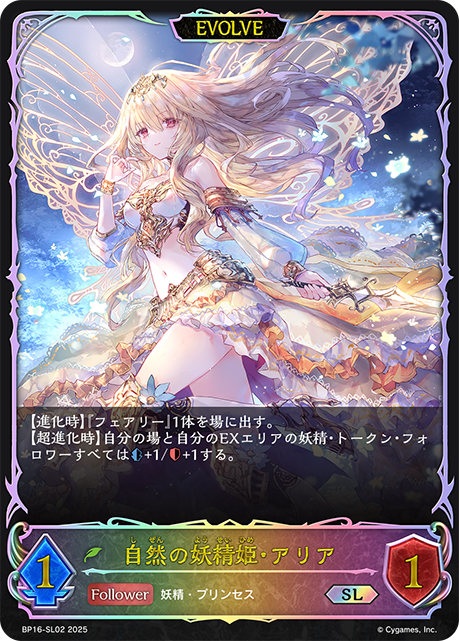 EVOLVE
【進化時】『フェアリー』1体を場に出す。
【超進化時】自分の場と自分のEXエリアの妖精・トークン・フォ
ロワーすべては+1/+1する。
しぜん ようせいひめ
自然の妖精姫・アリア
1
1
Follower 妖精・プリンセス
SL
BP16-SL02 2025
© Cygames, Inc.